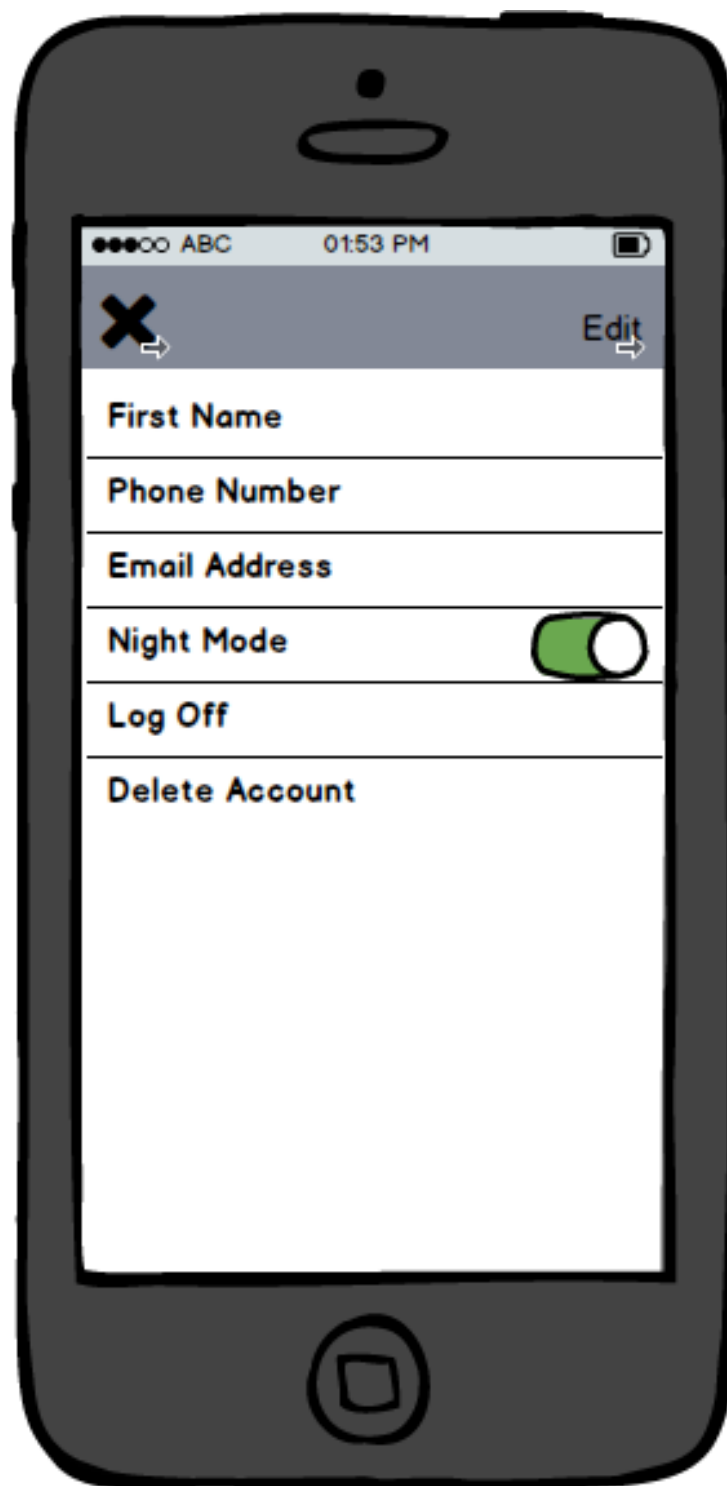 ABC 01:53 PM
Edit
First Name
Phone Number
Email Address
Night Mode
Log Off
Delete Account